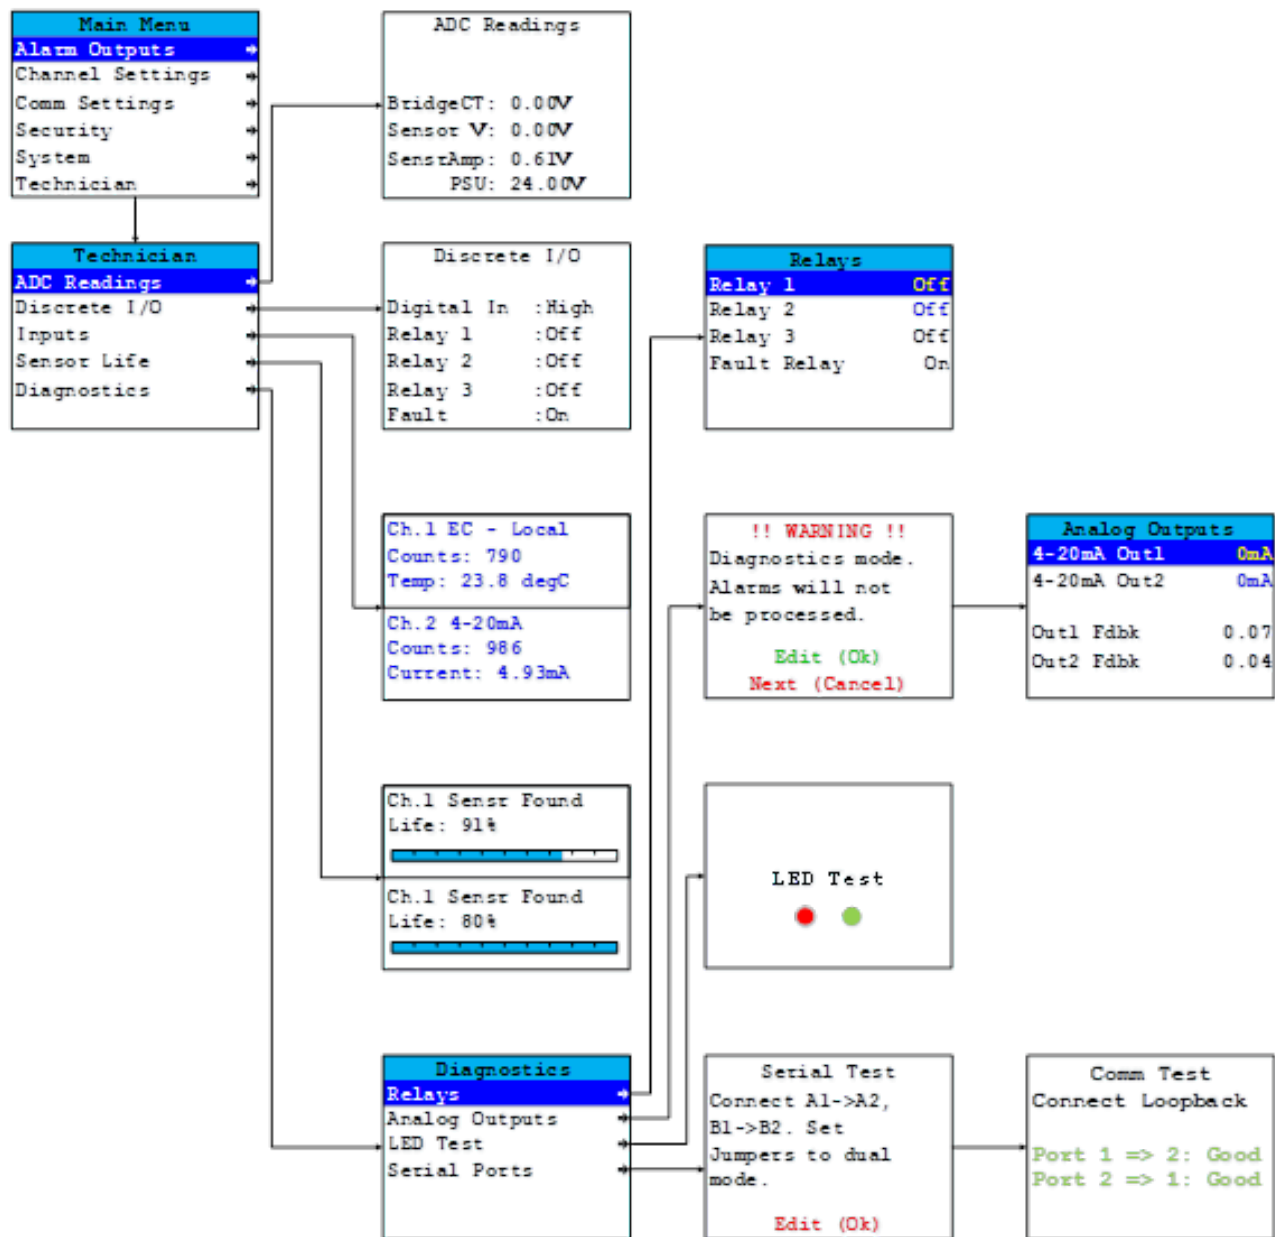 Main Menu
Alarm Outputs
Channel Settings
Comm Settings
Security
System
Technician
ADC Readings
BridgeCT: 0.00V
Sensor V: 0.00V
SensrAmp: 0.61V
PSU: 24.00V
Technician
ADC Readings
Discrete I/O
Inputs
Sensor Life
Diagnostics
Discrete I/O
Digital In :High
Relay 1 :Off
Relay 2 :Off
Relay 3 :Off
Fault :On
Relays
Relay 1 Off
Relay 2 Off
Relay 3 Off
Fault Relay On
Ch.1 EC - Local
Counts: 790
Temp: 23.8 degC
Ch.2 4-20mA
Counts: 986
Current: 4.93mA
!! WARNING !!
Diagnostics mode.
Alarms will not
be processed.
Edit (Ok)
Next (Cancel)
Analog Outputs
4-20mA Out1 0mA
4-20mA Out2 0mA
Out1 Fdbk 0.07
Out2 Fdbk 0.04
Ch.1 Sensr Found
Life: 91%
Ch.1 Sensr Found
Life: 80%
LED Test
Diagnostics
Relays
Analog Outputs
LED Test
Serial Ports
Serial Test
Connect A1->A2,
B1->B2. Set
Jumpers to dual
mode.
Edit (Ok)
Comm Test
Connect Loopback
Port 1 => 2: Good
Port 2 => 1: Good